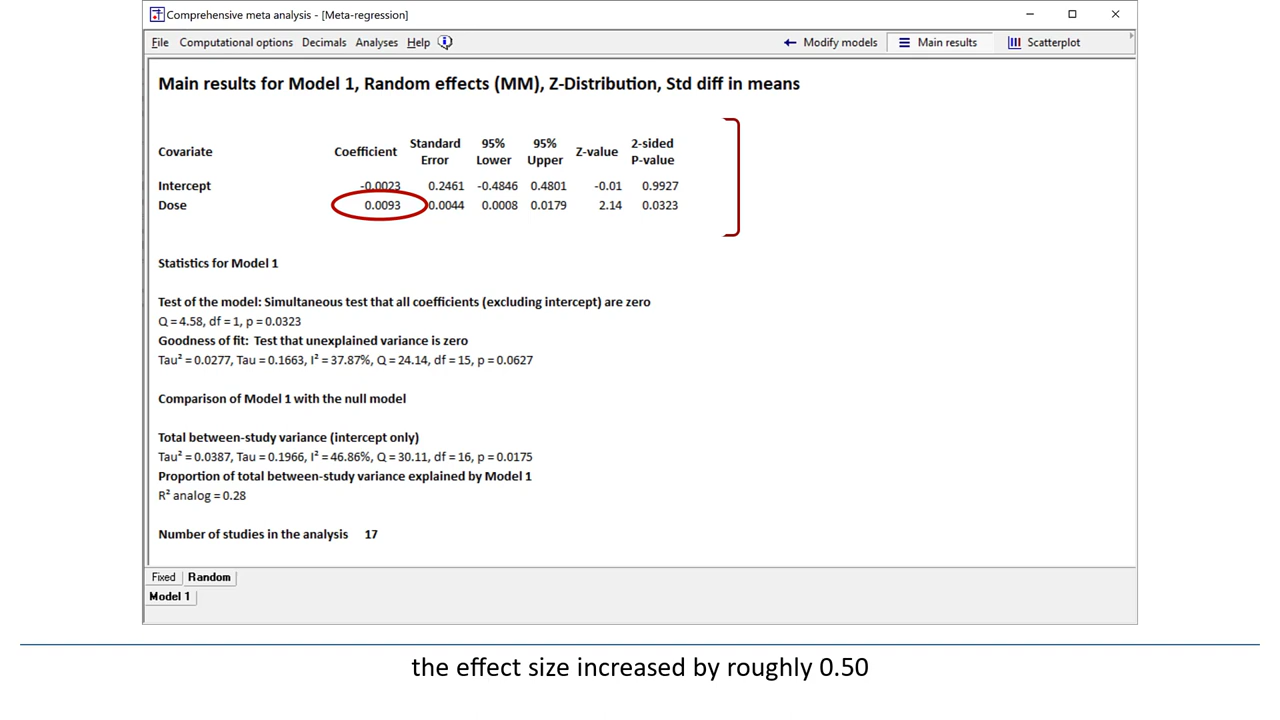 Comprehensive meta analysis - [Meta-regression]
File Computational options Decimals Analyses Help Modify models Main results Scatterplot
Main results for Model 1, Random effects (MM), Z-Distribution, Std diff in means
Covariate Coefficient Standard Error 95% Lower 95% Upper Z-value 2-sided P-value
Intercept -0.0023 0.2461 -0.4846 0.4801 -0.01 0.9927
Dose 0.0093 0.0044 0.0008 0.0179 2.14 0.0323
Statistics for Model 1
Test of the model: Simultaneous test that all coefficients (excluding intercept) are zero
Q = 4.58, df = 1, p = 0.0323
Goodness of fit: Test that unexplained variance is zero
Tau² = 0.0277, Tau = 0.1663, I² = 37.87%, Q = 24.14, df = 15, p = 0.0627
Comparison of Model 1 with the null model
Total between-study variance (intercept only)
Tau² = 0.0387, Tau = 0.1966, I² = 46.86%, Q = 30.11, df = 16, p = 0.0175
Proportion of total between-study variance explained by Model 1
R² analog = 0.28
Number of studies in the analysis 17
Fixed Random
Model 1
the effect size increased by roughly 0.50